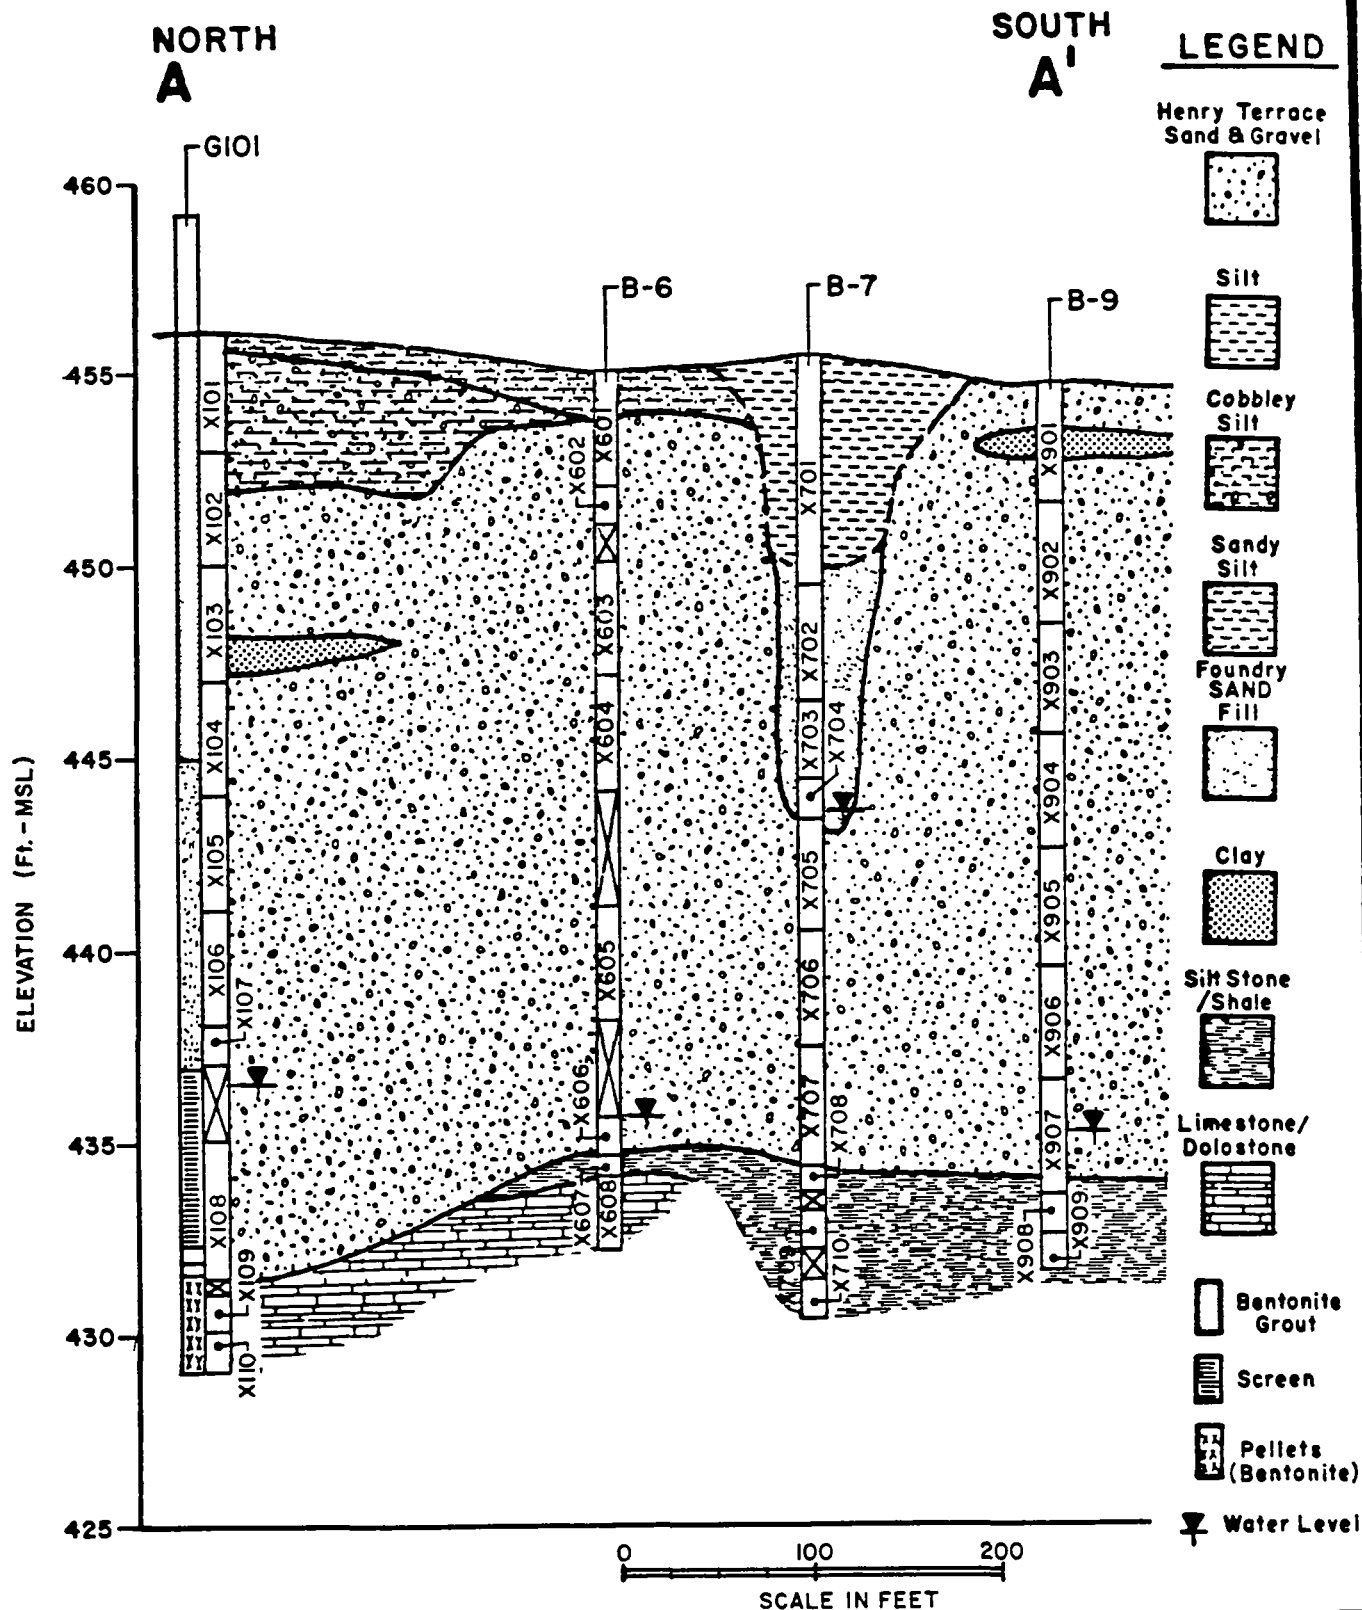 NORTH
A
SOUTH
A'
LEGEND
G101
B-6
B-7
B-9
460
455
450
445
440
435
430
425
ELEVATION (Ft.-MSL)
X101
X102
X103
X104
X105
X106
X107
X108
X109
X110
X601
X602
X603
X604
X605
X606
X607
X608
X701
X702
X703
X704
X705
X706
X707
X708
X709
X710
X901
X902
X903
X904
X905
X906
X907
X908
X909
Henry Terrace
Sand & Gravel
Silt
Cobbley
Silt
Sandy
Silt
Foundry
SAND
Fill
Clay
Silt Stone
/Shale
Limestone/
Dolostone
Bentonite
Grout
Screen
Pellets
(Bentonite)
Water Level
0 100 200
SCALE IN FEET